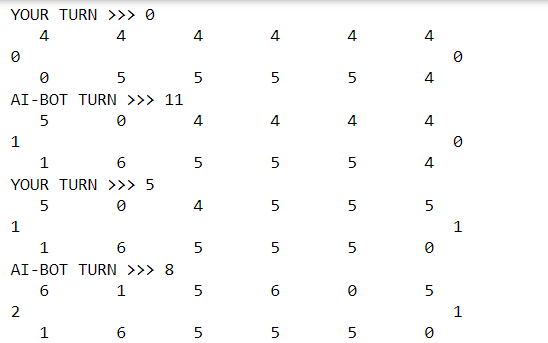 YOUR TURN >>> 0
4 4 4 4 4 4
0 0
0 5 5 5 5 4
AI-BOT TURN >>> 11
5 0 4 4 4 4
1 0
1 6 5 5 5 4
YOUR TURN >>> 5
5 0 4 5 5 5
1 1
1 6 5 5 5 0
AI-BOT TURN >>> 8
6 1 5 6 0 5
2 1
1 6 5 5 5 0